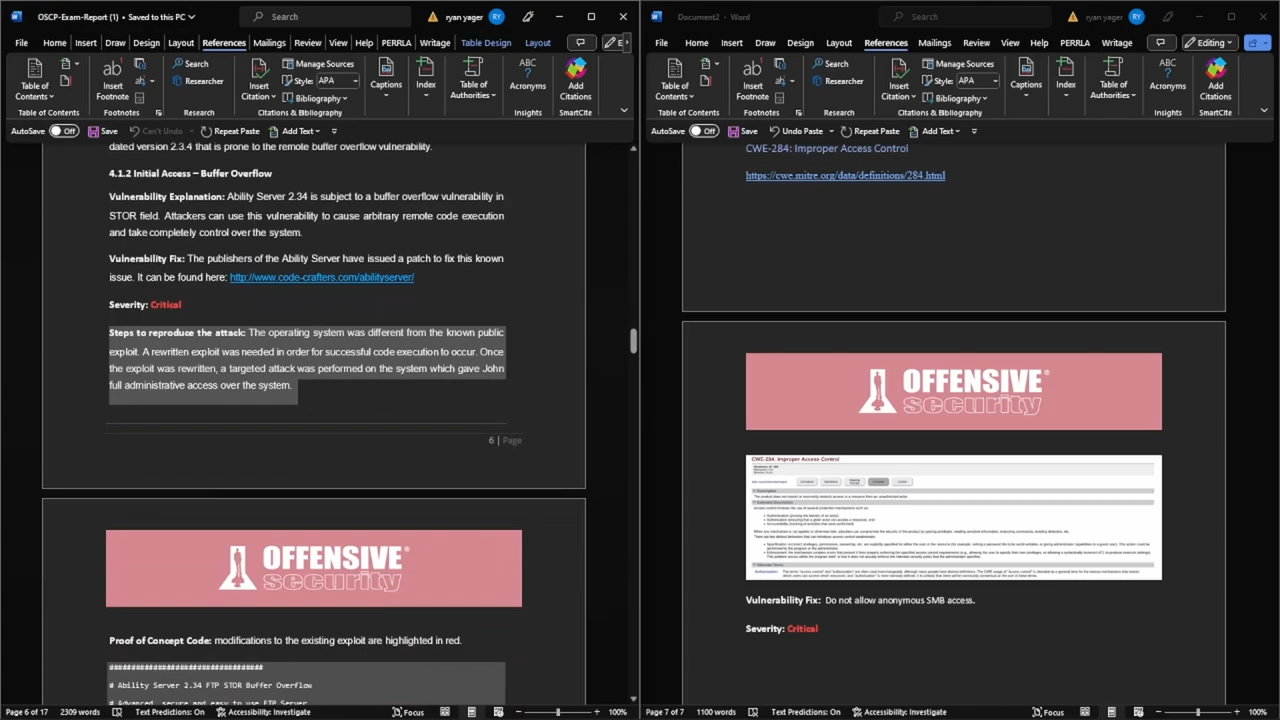 OSCP-Exam-Report (1) • Saved to this PC
Search
ryan yager
RY
File Home Insert Draw Design Layout References Mailings Review View Help PERRLA Writage Table Design Layout
Table of Contents
Insert Footnote
Search
Researcher
Insert Citation
Manage Sources
Style: APA
Bibliography
Captions
Index
Table of Authorities
Acronyms
Add Citations
Table of Contents Footnotes Research Citations & Bibliography Insights SmartCite
AutoSave Off Save Can't Undo Repeat Paste Add Text
dated version 2.3.4 that is prone to the remote buffer overflow vulnerability.
4.1.2 Initial Access – Buffer Overflow
Vulnerability Explanation: Ability Server 2.34 is subject to a buffer overflow vulnerability in
STOR field. Attackers can use this vulnerability to cause arbitrary remote code execution
and take completely control over the system.
Vulnerability Fix: The publishers of the Ability Server have issued a patch to fix this known
issue. It can be found here: http://www.code-crafters.com/abilityserver/
Severity: Critical
Steps to reproduce the attack: The operating system was different from the known public
exploit. A rewritten exploit was needed in order for successful code execution to occur. Once
the exploit was rewritten, a targeted attack was performed on the system which gave John
full administrative access over the system.
6 | Page
OFFENSIVE
security
Proof of Concept Code: modifications to the existing exploit are highlighted in red.
###################################
# Ability Server 2.34 FTP STOR Buffer Overflow
# Advanced, secure and easy to use FTP Server
Page 6 of 17 2309 words Text Predictions: On Accessibility: Investigate Focus 100%
Document2 - Word
Search
ryan yager
RY
File Home Insert Draw Design Layout References Mailings Review View Help PERRLA Writage Editing
Table of Contents
Insert Footnote
Search
Researcher
Insert Citation
Manage Sources
Style: APA
Bibliography
Captions
Index
Table of Authorities
Acronyms
Add Citations
Table of Contents Footnotes Research Citations & Bibliography Insights SmartCite
AutoSave Off Save Undo Paste Repeat Paste Add Text
CWE-284: Improper Access Control
https://cwe.mitre.org/data/definitions/284.html
OFFENSIVE®
security
CWE-284: Improper Access Control
Vulnerability Fix: Do not allow anonymous SMB access.
Severity: Critical
Page 7 of 7 1100 words Text Predictions: On Accessibility: Investigate Focus 100%